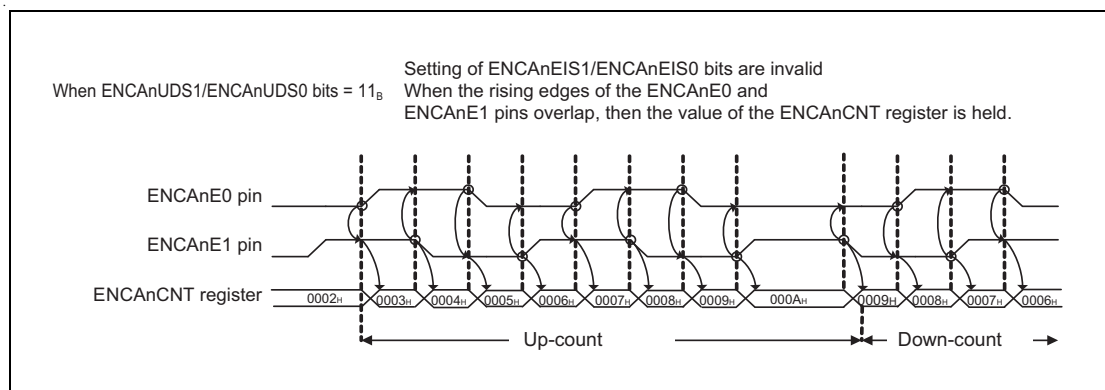 Setting of ENCAnEIS1/ENCAnEIS0 bits are invalid
When ENCAnUDS1/ENCAnUDS0 bits = 11B When the rising edges of the ENCAnE0 and
ENCAnE1 pins overlap, then the value of the ENCAnCNT register is held.
ENCAnE0 pin
ENCAnE1 pin
ENCAnCNT register 0002H 0003H 0004H 0005H 0006H 0007H 0008H 0009H 000AH 0009H 0008H 0007H 0006H
Up-count Down-count